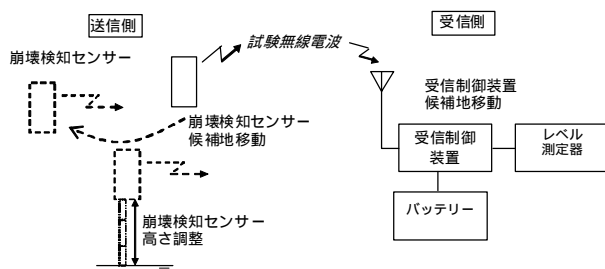 送信側
受信側
崩壊検知センサー
試験無線電波
受信制御装置
候補地移動
崩壊検知センサー
候補地移動
受信制御
装置
レベル
測定器
バッテリー
崩壊検知センサー
高さ調整